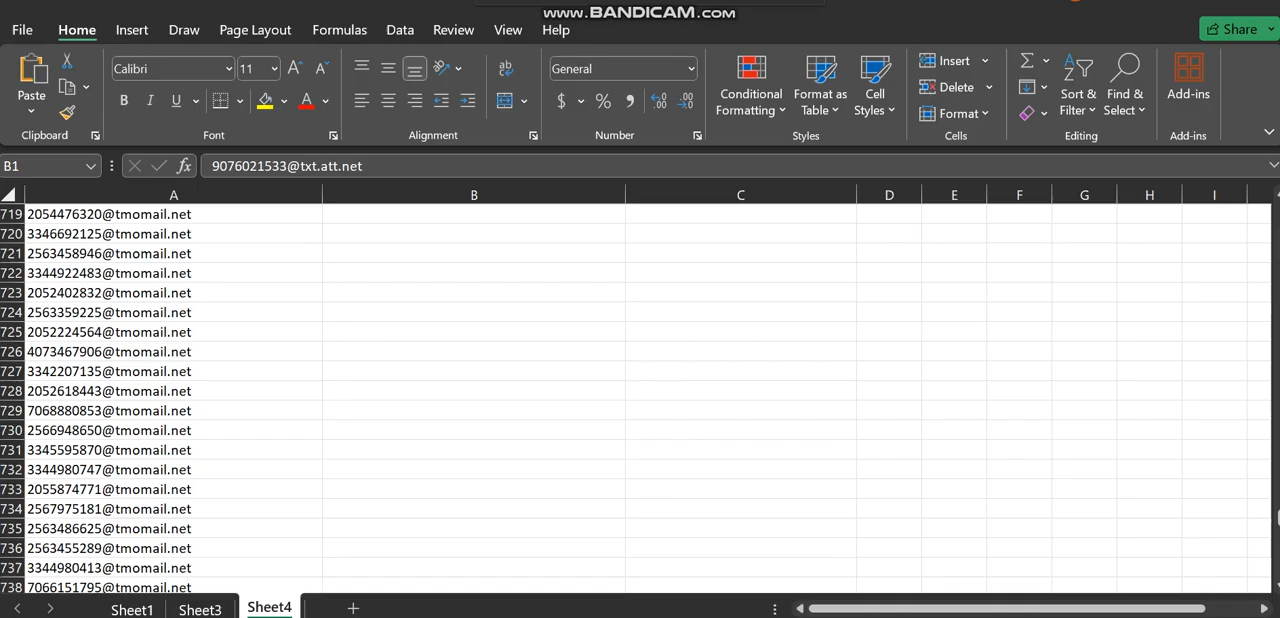 www.BANDICAM.com
File Home Insert Draw Page Layout Formulas Data Review View Help Share
Paste
Clipboard
Calibri 11
B I U
Font
ab
Alignment
General
$ % 9
Number
Conditional
Formatting
Format as
Table
Cell
Styles
Styles
Insert
Delete
Format
Cells
Sort &
Filter
Find &
Select
Editing
Add-ins
Add-ins
B1 fx 9076021533@txt.att.net
A B C D E F G H I
719 2054476320@tmomail.net
720 3346692125@tmomail.net
721 2563458946@tmomail.net
722 3344922483@tmomail.net
723 2052402832@tmomail.net
724 2563359225@tmomail.net
725 2052224564@tmomail.net
726 4073467906@tmomail.net
727 3342207135@tmomail.net
728 2052618443@tmomail.net
729 7068880853@tmomail.net
730 2566948650@tmomail.net
731 3345595870@tmomail.net
732 3344980747@tmomail.net
733 2055874771@tmomail.net
734 2567975181@tmomail.net
735 2563486625@tmomail.net
736 2563455289@tmomail.net
737 3344980413@tmomail.net
738 7066151795@tmomail.net
Sheet1 Sheet3 Sheet4